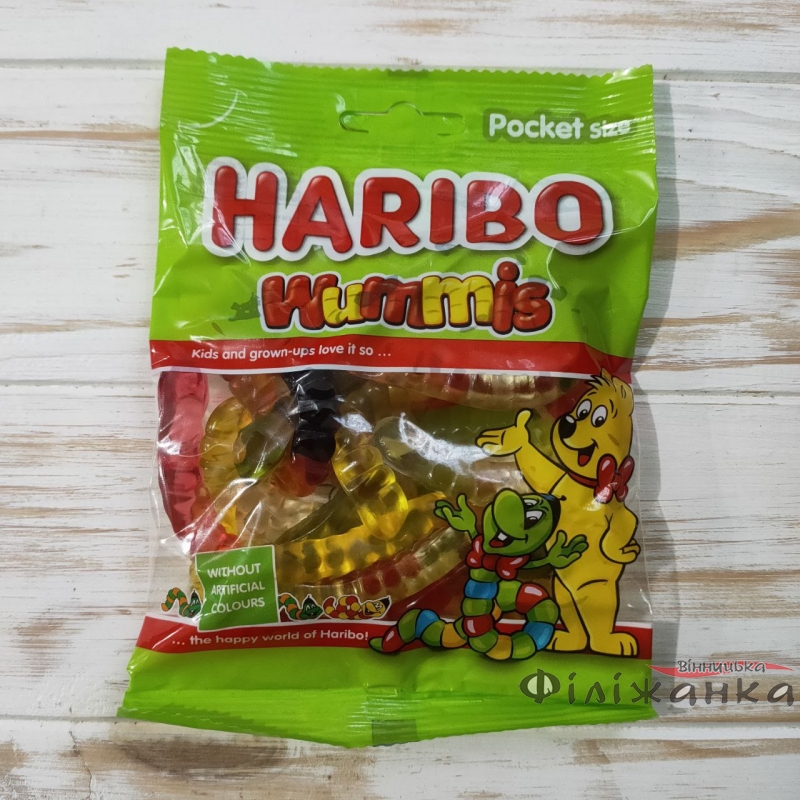 Pocket size
HARIBO
Wummis
Kids and grown-ups love it so ...
WITHOUT
ARTIFICIAL
COLOURS
... the happy world of Haribo!
Вінницька
Філіжанка